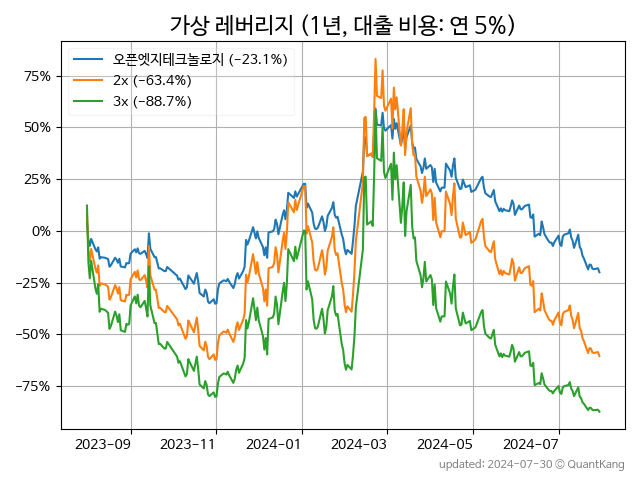 가상 레버리지 (1년, 대출 비용: 연 5%)
오픈엣지테크놀로지 (-23.1%)
2x (-63.4%)
3x (-88.7%)
75%
50%
25%
0%
-25%
-50%
-75%
2023-09 2023-11 2024-01 2024-03 2024-05 2024-07
updated: 2024-07-30 © QuantKang